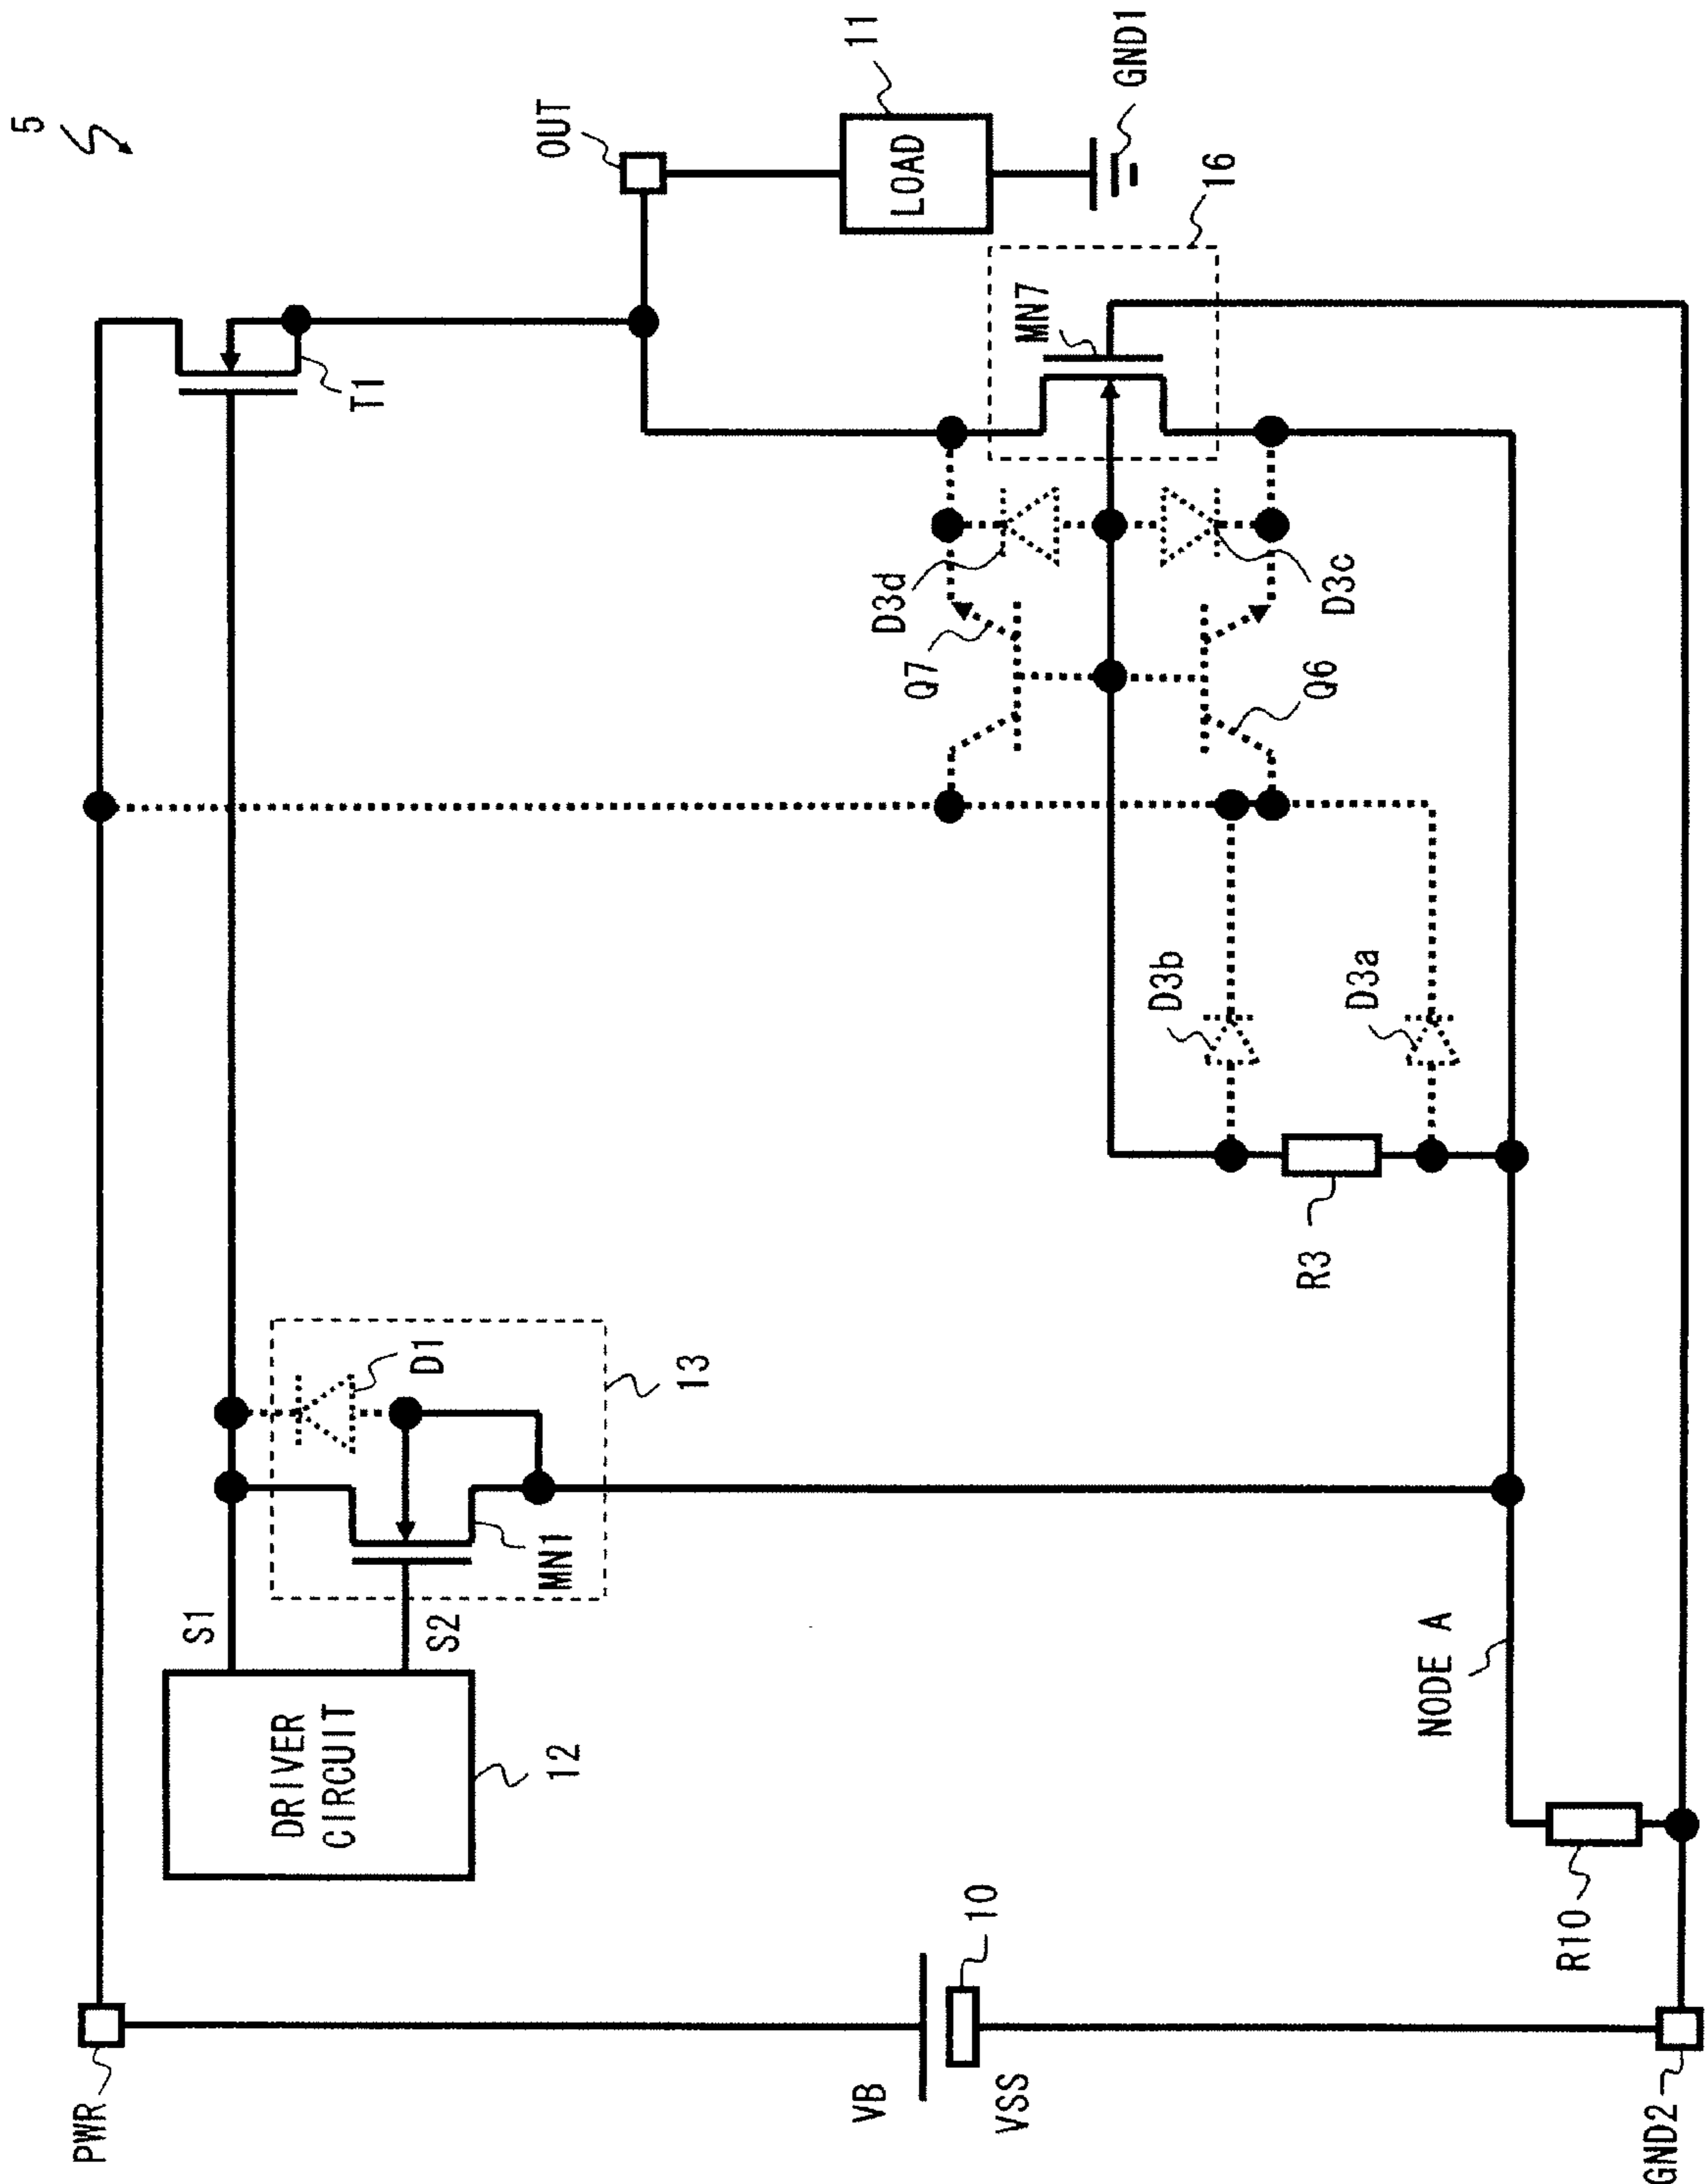 5
PWR
S1
DRIVER
CIRCUIT
12
S2
MN1
D1
13
T1
OUT
11
LOAD
GND1
16
MN7
D3d
Q7
D3c
Q6
D3b
D3a
R3
VB
10
VSS
NODE A
R10
GND2